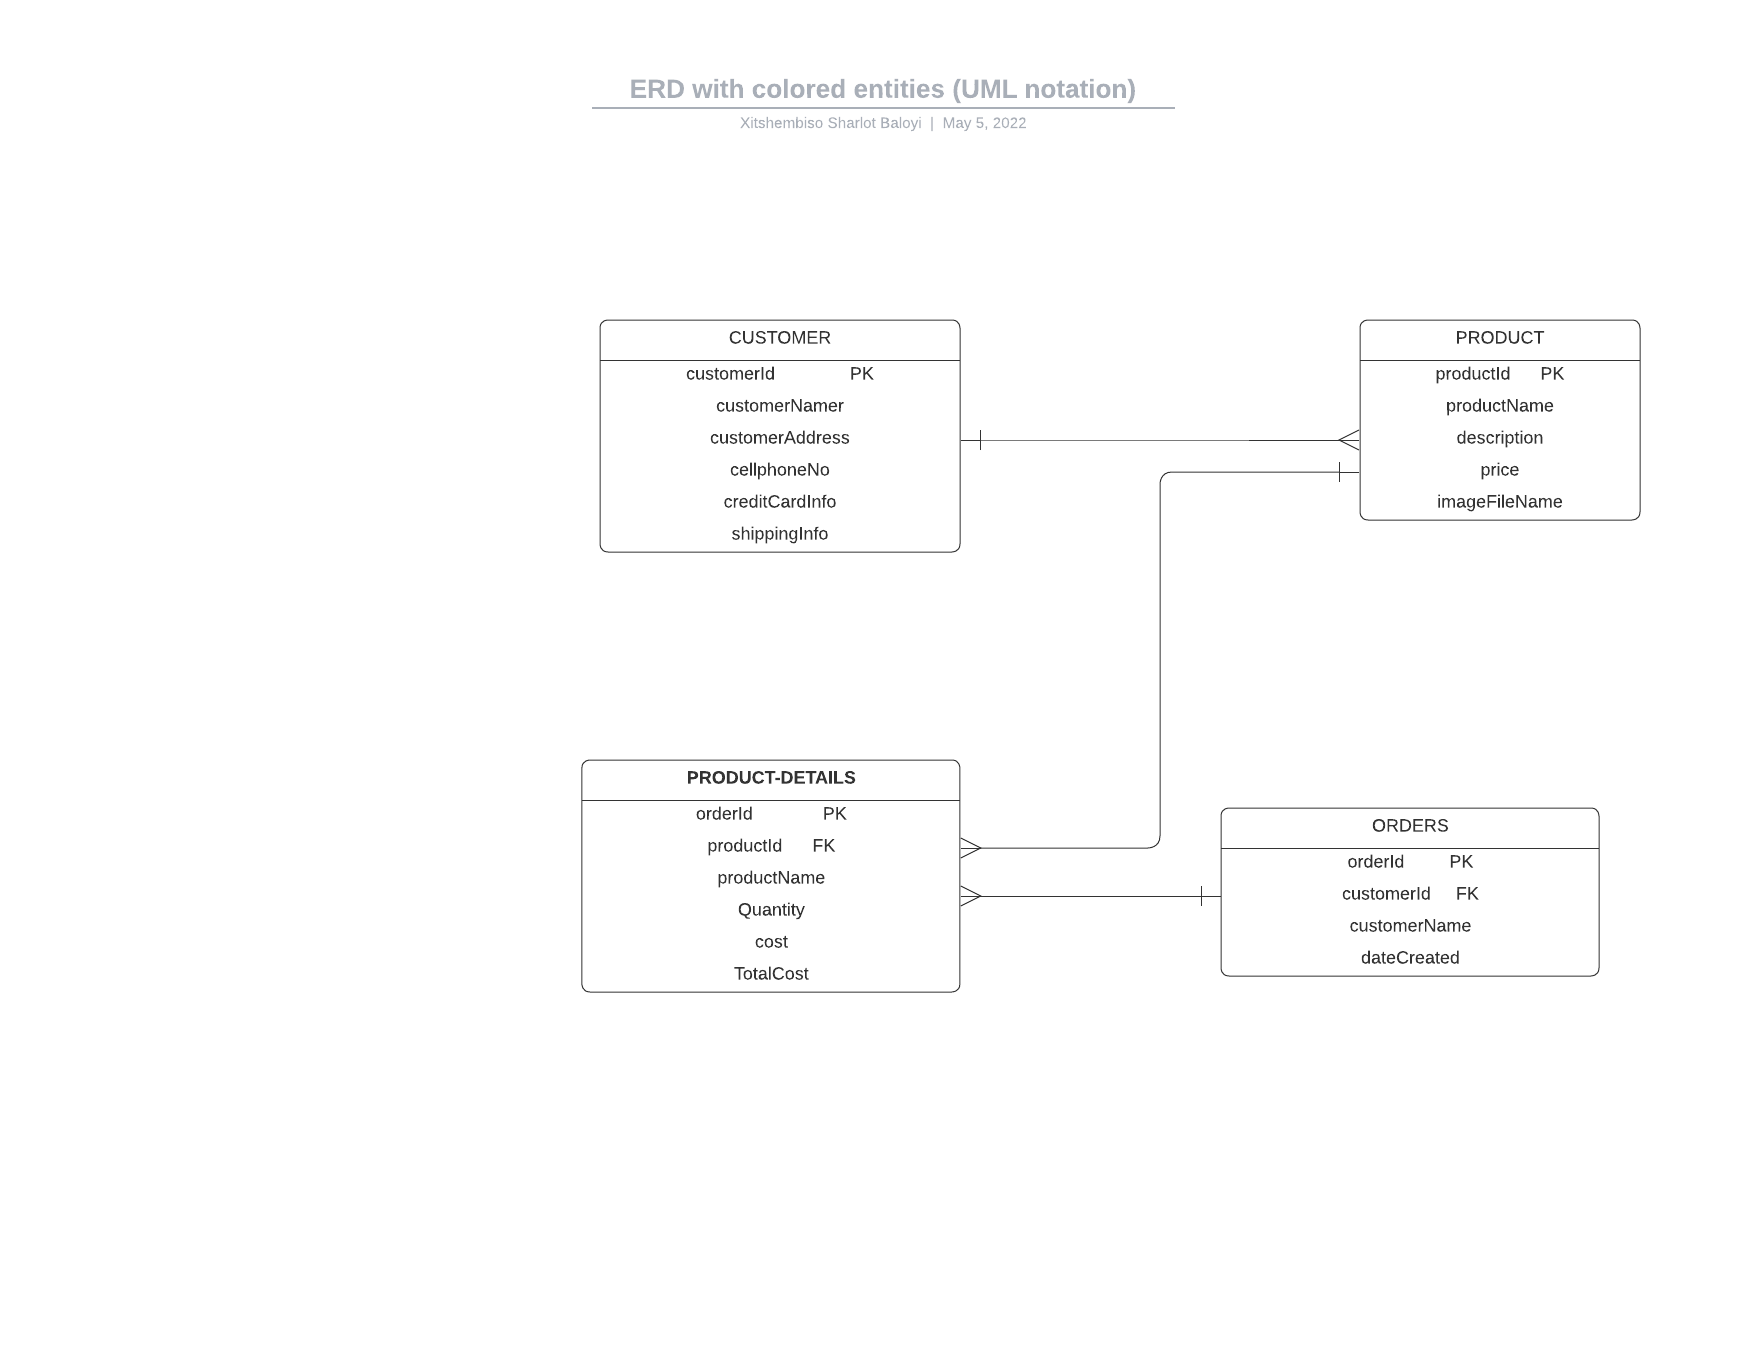 ERD with colored entities (UML notation)
Xitshembiso Sharlot Baloyi | May 5, 2022
CUSTOMER
customerId PK
customerNamer
customerAddress
cellphoneNo
creditCardInfo
shippingInfo
PRODUCT
productId PK
productName
description
price
imageFileName
PRODUCT-DETAILS
orderId PK
productId FK
productName
Quantity
cost
TotalCost
ORDERS
orderId PK
customerId FK
customerName
dateCreated